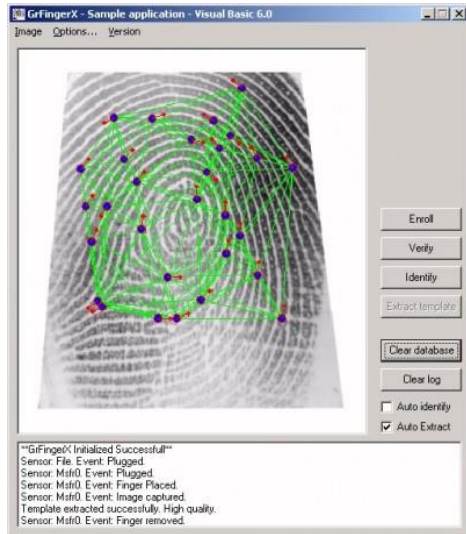 GrFingerX - Sample application - Visual Basic 6.0
Image Options... Version
Enroll
Verify
Identify
Extract template
Clear database
Clear log
Auto identify
Auto Extract
**GrFingerX Initialized Successfull**
Sensor: File. Event: Plugged.
Sensor: Msfr0. Event: Plugged.
Sensor: Msfr0. Event: Finger Placed.
Sensor: Msfr0. Event: Image captured.
Template extracted successfully. High quality.
Sensor: Msfr0. Event: Finger removed.